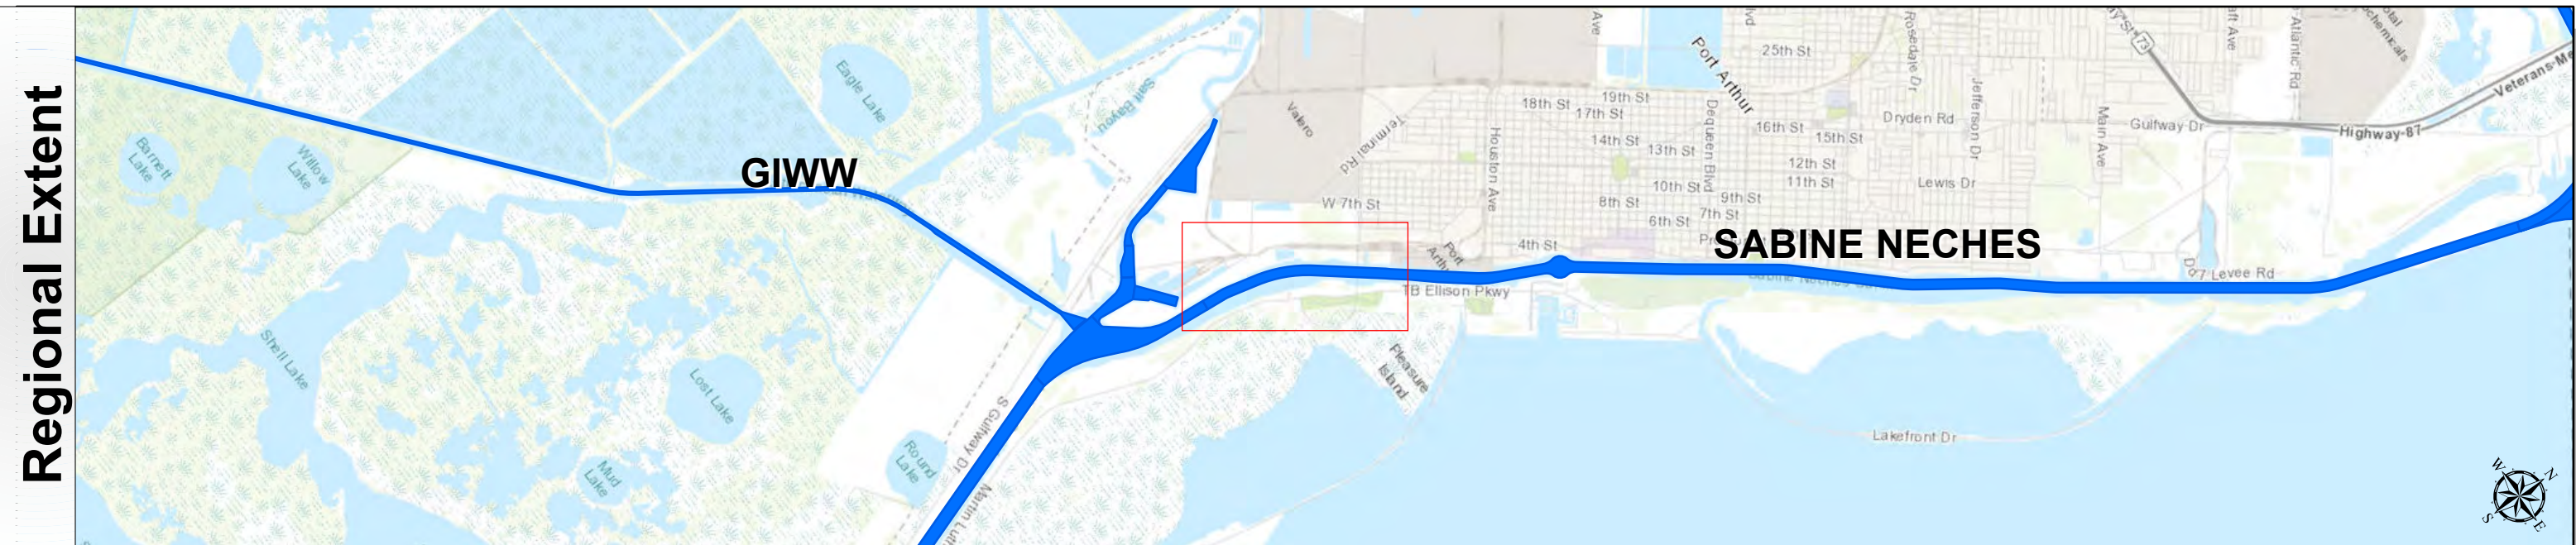 Regional Extent
GIWW
SABINE NECHES
Barnett
Lake
Willow
Lake
Eagle Lake
Salt Bayou
Shell Lake
Lost Lake
Mud
Lake
Round
Lake
S Gulfway Dr
Valero
Terminal Rd
W 7th St
Houston Ave
Port
4th St
TB Ellison Pkwy
Pleasure
Island
Ave
Port Arthur
25th St
18th St
19th St
17th St
14th St
13th St
16th St
15th St
12th St
11th St
10th St
9th St
8th St
7th St
6th St
Dequeen Blvd
Rosedale Dr
Dryden Rd
Jefferson Dr
Lewis Dr
Main Ave
73
Gulfway Dr
Highway-87
Atlantic Rd
Levee Rd
Lakefront Dr
W
N
S
E